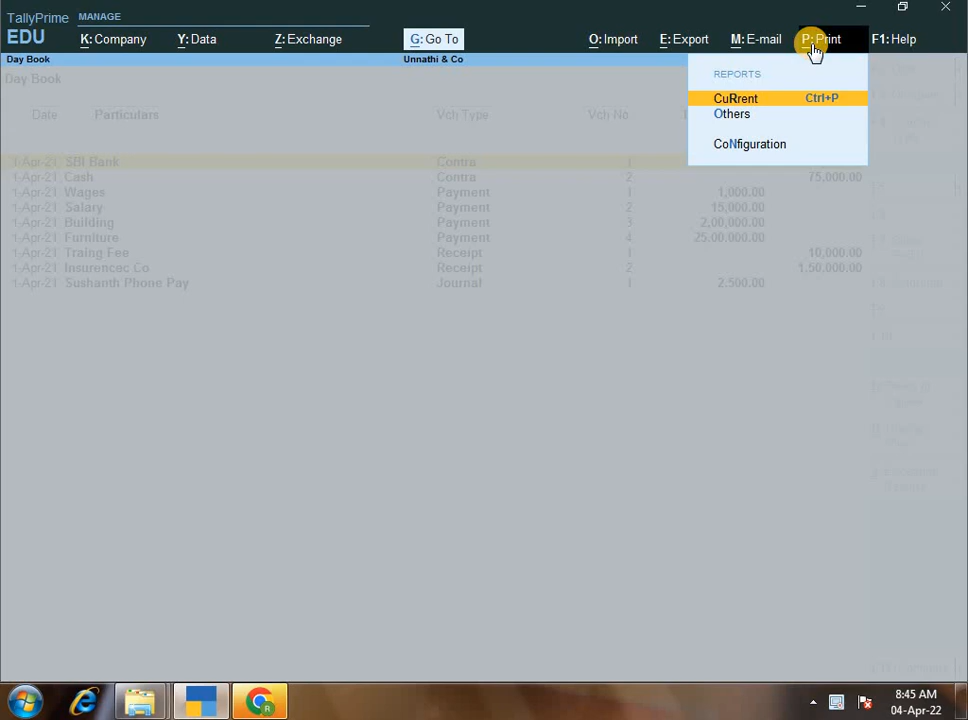 TallyPrime MANAGE
EDU K: Company Y: Data Z: Exchange G: Go To O: Import E: Export M: E-mail P: Print F1: Help
Day Book Unnathi & Co
Day Book
REPORTS
CuRrent Ctrl+P
Others
CoNfiguration
Date Particulars Vch Type Vch No.
1-Apr-21 SBI Bank Contra 1
1-Apr-21 Cash Contra 2 75,000.00
1-Apr-21 Wages Payment 1 1,000.00
1-Apr-21 Salary Payment 2 15,000.00
1-Apr-21 Building Payment 3 2,00,000.00
1-Apr-21 Furniture Payment 4 25,00,000.00
1-Apr-21 Traing Fee Receipt 1 10,000.00
1-Apr-21 Insurencec Co Receipt 2 1,50,000.00
1-Apr-21 Sushanth Phone Pay Journal 1 2,500.00
8:45 AM
04-Apr-22